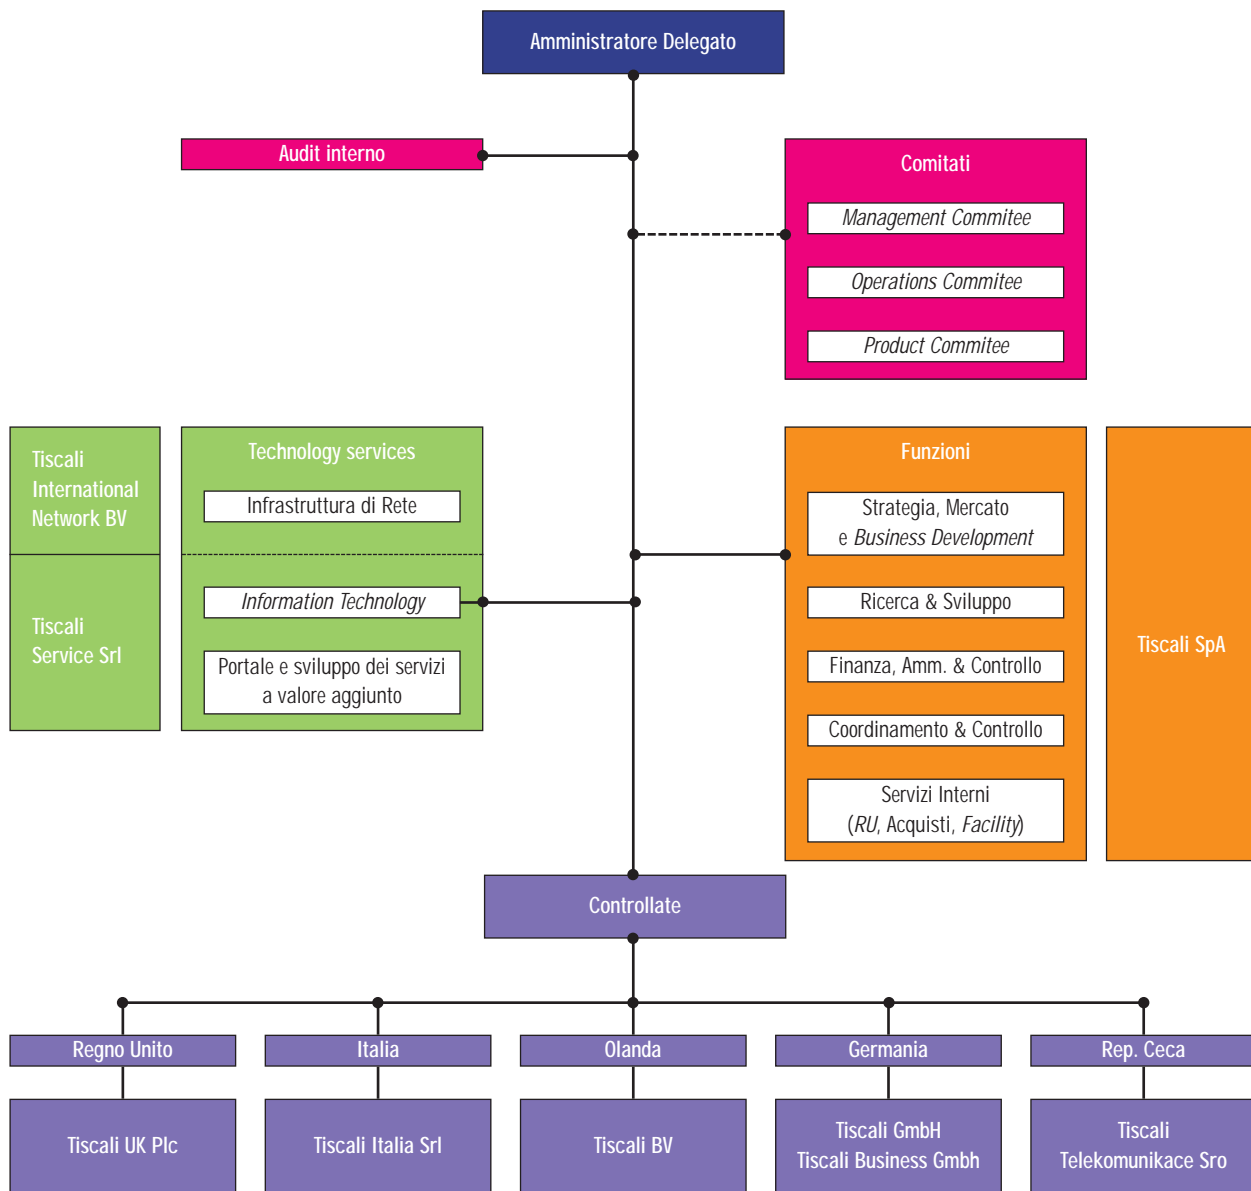 Amministratore Delegato
Audit interno
Comitati
Management Commitee
Operations Commitee
Product Commitee
Tiscali
International
Network BV
Tiscali
Service Srl
Technology services
Infrastruttura di Rete
Information Technology
Portale e sviluppo dei servizi
a valore aggiunto
Funzioni
Strategia, Mercato
e Business Development
Ricerca & Sviluppo
Finanza, Amm. & Controllo
Coordinamento & Controllo
Servizi Interni
(RU, Acquisti, Facility)
Tiscali SpA
Controllate
Regno Unito
Italia
Olanda
Germania
Rep. Ceca
Tiscali UK Plc
Tiscali Italia Srl
Tiscali BV
Tiscali GmbH
Tiscali Business Gmbh
Tiscali
Telekomunikace Sro